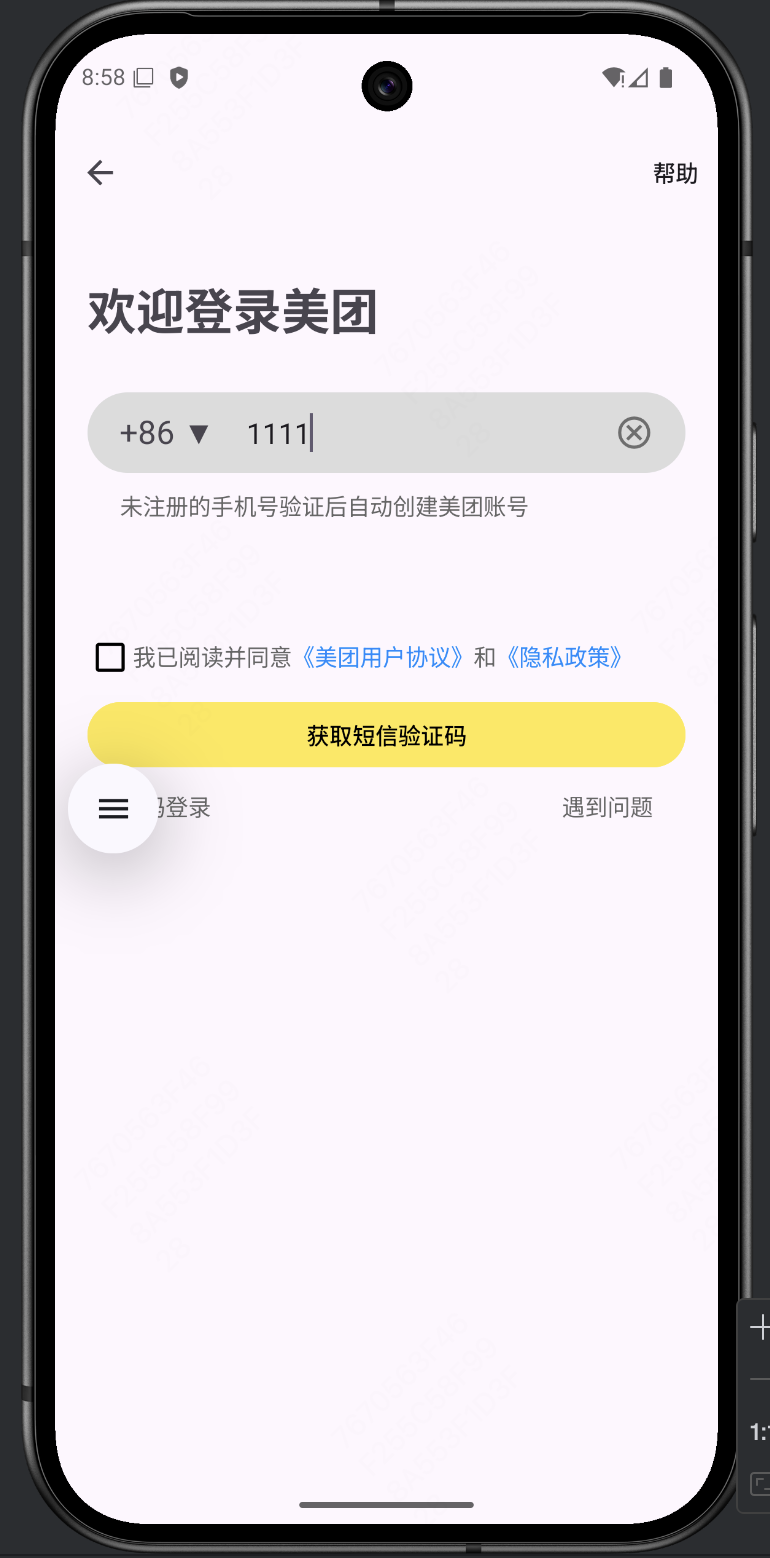 8:58
帮助
欢迎登录美团
+86 ▼ 1111
未注册的手机号验证后自动创建美团账号
我已阅读并同意《美团用户协议》和《隐私政策》
获取短信验证码
登录 遇到问题